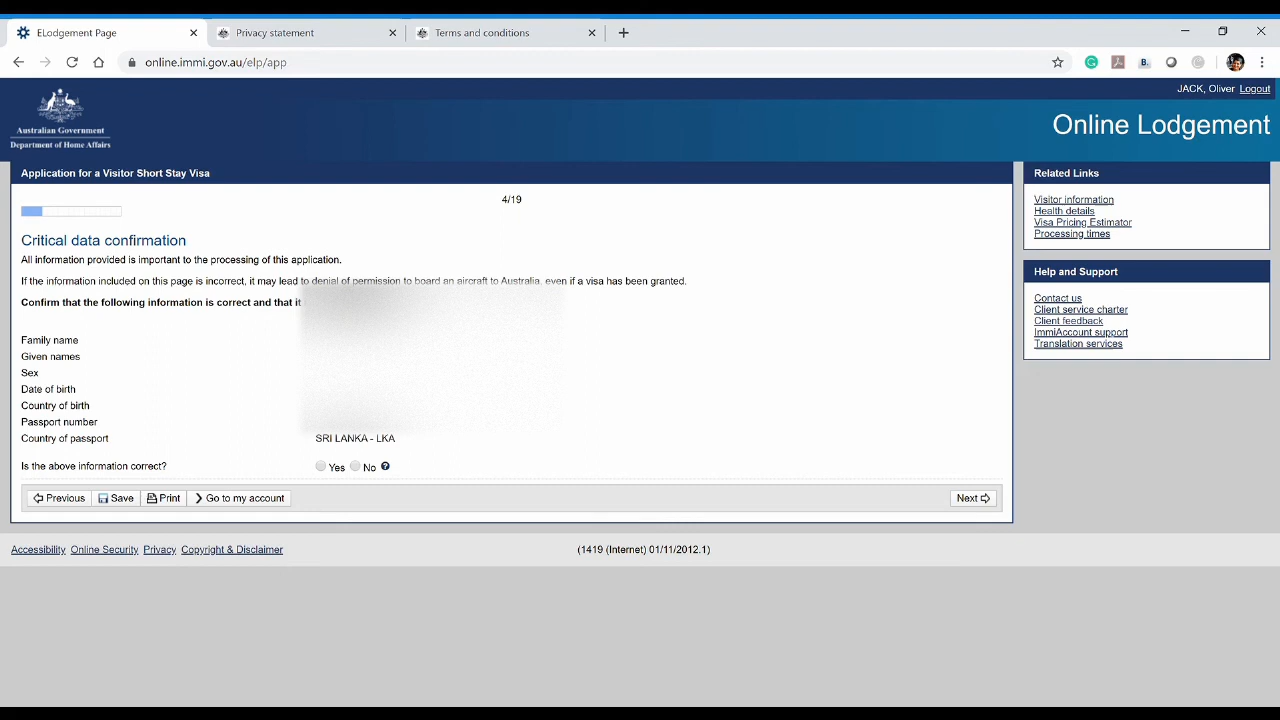 ELodgement Page
Privacy statement
Terms and conditions
online.immi.gov.au/elp/app
JACK, Oliver Logout
Australian Government
Department of Home Affairs
Online Lodgement
Application for a Visitor Short Stay Visa
4/19
Critical data confirmation
All information provided is important to the processing of this application.
If the information included on this page is incorrect, it may lead to denial of permission to board an aircraft to Australia, even if a visa has been granted.
Confirm that the following information is correct and that it
Family name
Given names
Sex
Date of birth
Country of birth
Passport number
Country of passport SRI LANKA - LKA
Is the above information correct? Yes No
Previous Save Print Go to my account Next
Related Links
Visitor information
Health details
Visa Pricing Estimator
Processing times
Help and Support
Contact us
Client service charter
Client feedback
ImmiAccount support
Translation services
Accessibility Online Security Privacy Copyright & Disclaimer (1419 (Internet) 01/11/2012.1)